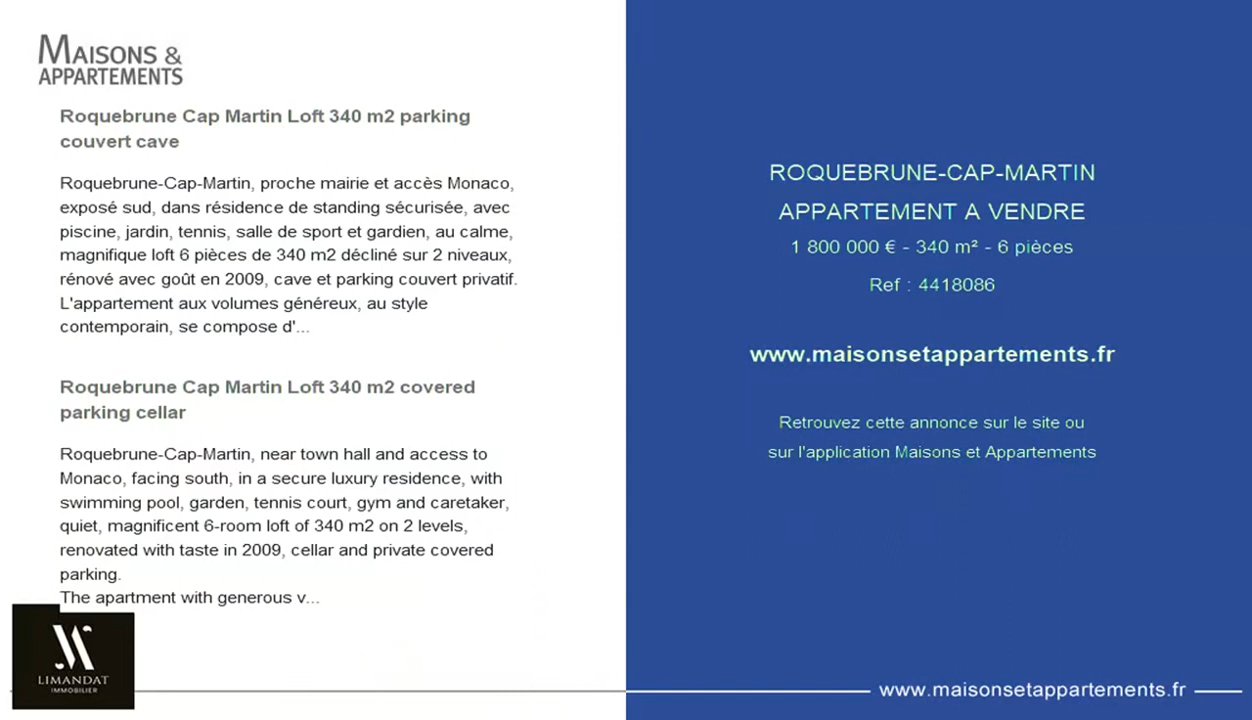 MAISONS &
APPARTEMENTS
Roquebrune Cap Martin Loft 340 m2 parking
couvert cave
Roquebrune-Cap-Martin, proche mairie et accès Monaco,
exposé sud, dans résidence de standing sécurisée, avec
piscine, jardin, tennis, salle de sport et gardien, au calme,
magnifique loft 6 pièces de 340 m2 décliné sur 2 niveaux,
rénové avec goût en 2009, cave et parking couvert privatif.
L'appartement aux volumes généreux, au style
contemporain, se compose d'...
Roquebrune Cap Martin Loft 340 m2 covered
parking cellar
Roquebrune-Cap-Martin, near town hall and access to
Monaco, facing south, in a secure luxury residence, with
swimming pool, garden, tennis court, gym and caretaker,
quiet, magnificent 6-room loft of 340 m2 on 2 levels,
renovated with taste in 2009, cellar and private covered
parking.
The apartment with generous v...
LIMANDAT
IMMOBILIER
ROQUEBRUNE-CAP-MARTIN
APPARTEMENT A VENDRE
1 800 000 € - 340 m² - 6 pièces
Ref : 4418086
www.maisonsetappartements.fr
Retrouvez cette annonce sur le site ou
sur l'application Maisons et Appartements
www.maisonsetappartements.fr